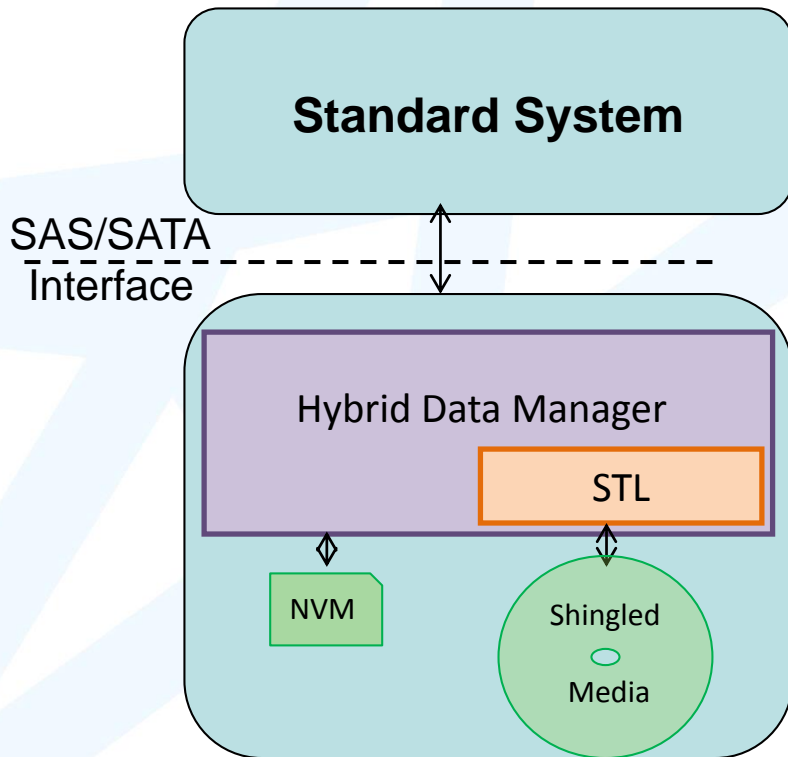 Standard System
SAS/SATA
Interface
Hybrid Data Manager
STL
NVM
Shingled
Media